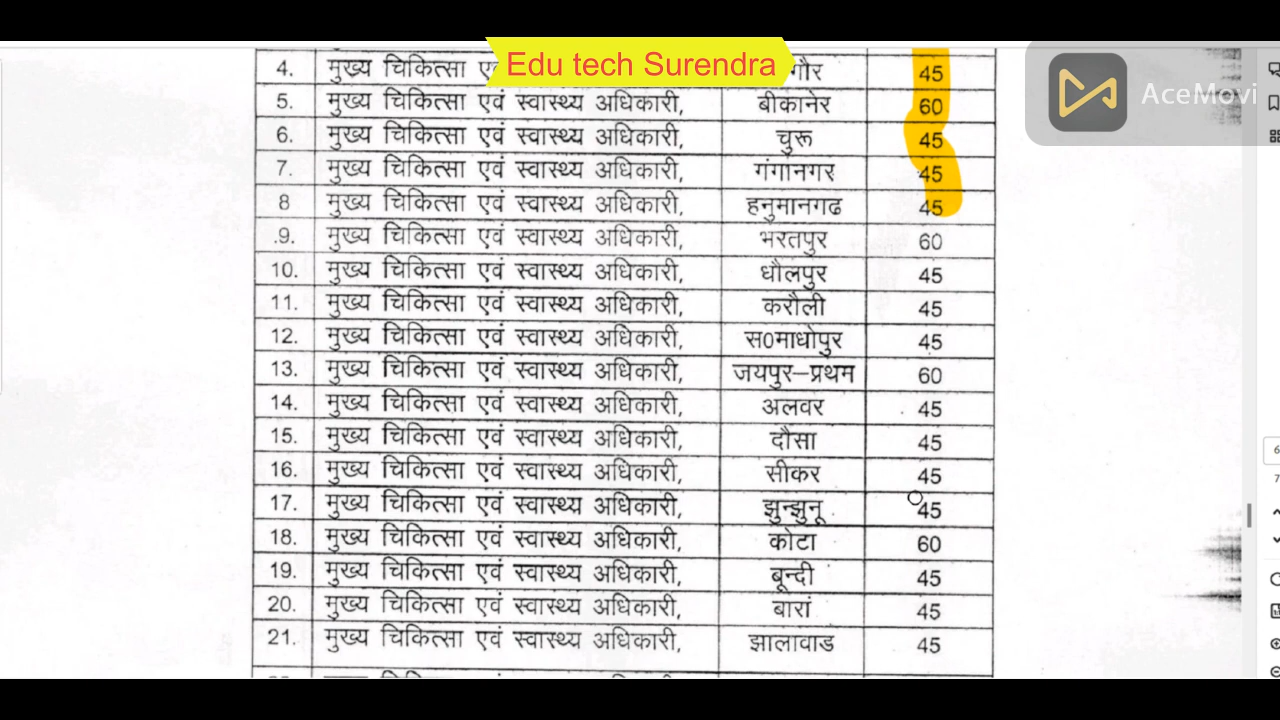 Edu tech Surendra
AceMovi
4. मुख्य चिकित्सा 45
5. मुख्य चिकित्सा एवं स्वास्थ्य अधिकारी, बीकानेर 60
6. मुख्य चिकित्सा एवं स्वास्थ्य अधिकारी, चुरू 45
7. मुख्य चिकित्सा एवं स्वास्थ्य अधिकारी, गंगानगर 45
8 मुख्य चिकित्सा एवं स्वास्थ्य अधिकारी, हनुमानगढ 45
.9. मुख्य चिकित्सा एवं स्वास्थ्य अधिकारी, भरतपुर 60
10. मुख्य चिकित्सा एवं स्वास्थ्य अधिकारी, धौलपुर 45
11. मुख्य चिकित्सा एवं स्वास्थ्य अधिकारी, करौली 45
12. मुख्य चिकित्सा एवं स्वास्थ्य अधिकारी, स0माधोपुर 45
13. मुख्य चिकित्सा एवं स्वास्थ्य अधिकारी, जयपुर–प्रथम 60
14. मुख्य चिकित्सा एवं स्वास्थ्य अधिकारी, अलवर 45
15. मुख्य चिकित्सा एवं स्वास्थ्य अधिकारी, दौसा 45
16. मुख्य चिकित्सा एवं स्वास्थ्य अधिकारी, सीकर 45
17. मुख्य चिकित्सा एवं स्वास्थ्य अधिकारी, झुन्झुनू 45
18. मुख्य चिकित्सा एवं स्वास्थ्य अधिकारी, कोटा 60
19. मुख्य चिकित्सा एवं स्वास्थ्य अधिकारी, बून्दी 45
20. मुख्य चिकित्सा एवं स्वास्थ्य अधिकारी, बारां 45
21. मुख्य चिकित्सा एवं स्वास्थ्य अधिकारी, झालावाड 45